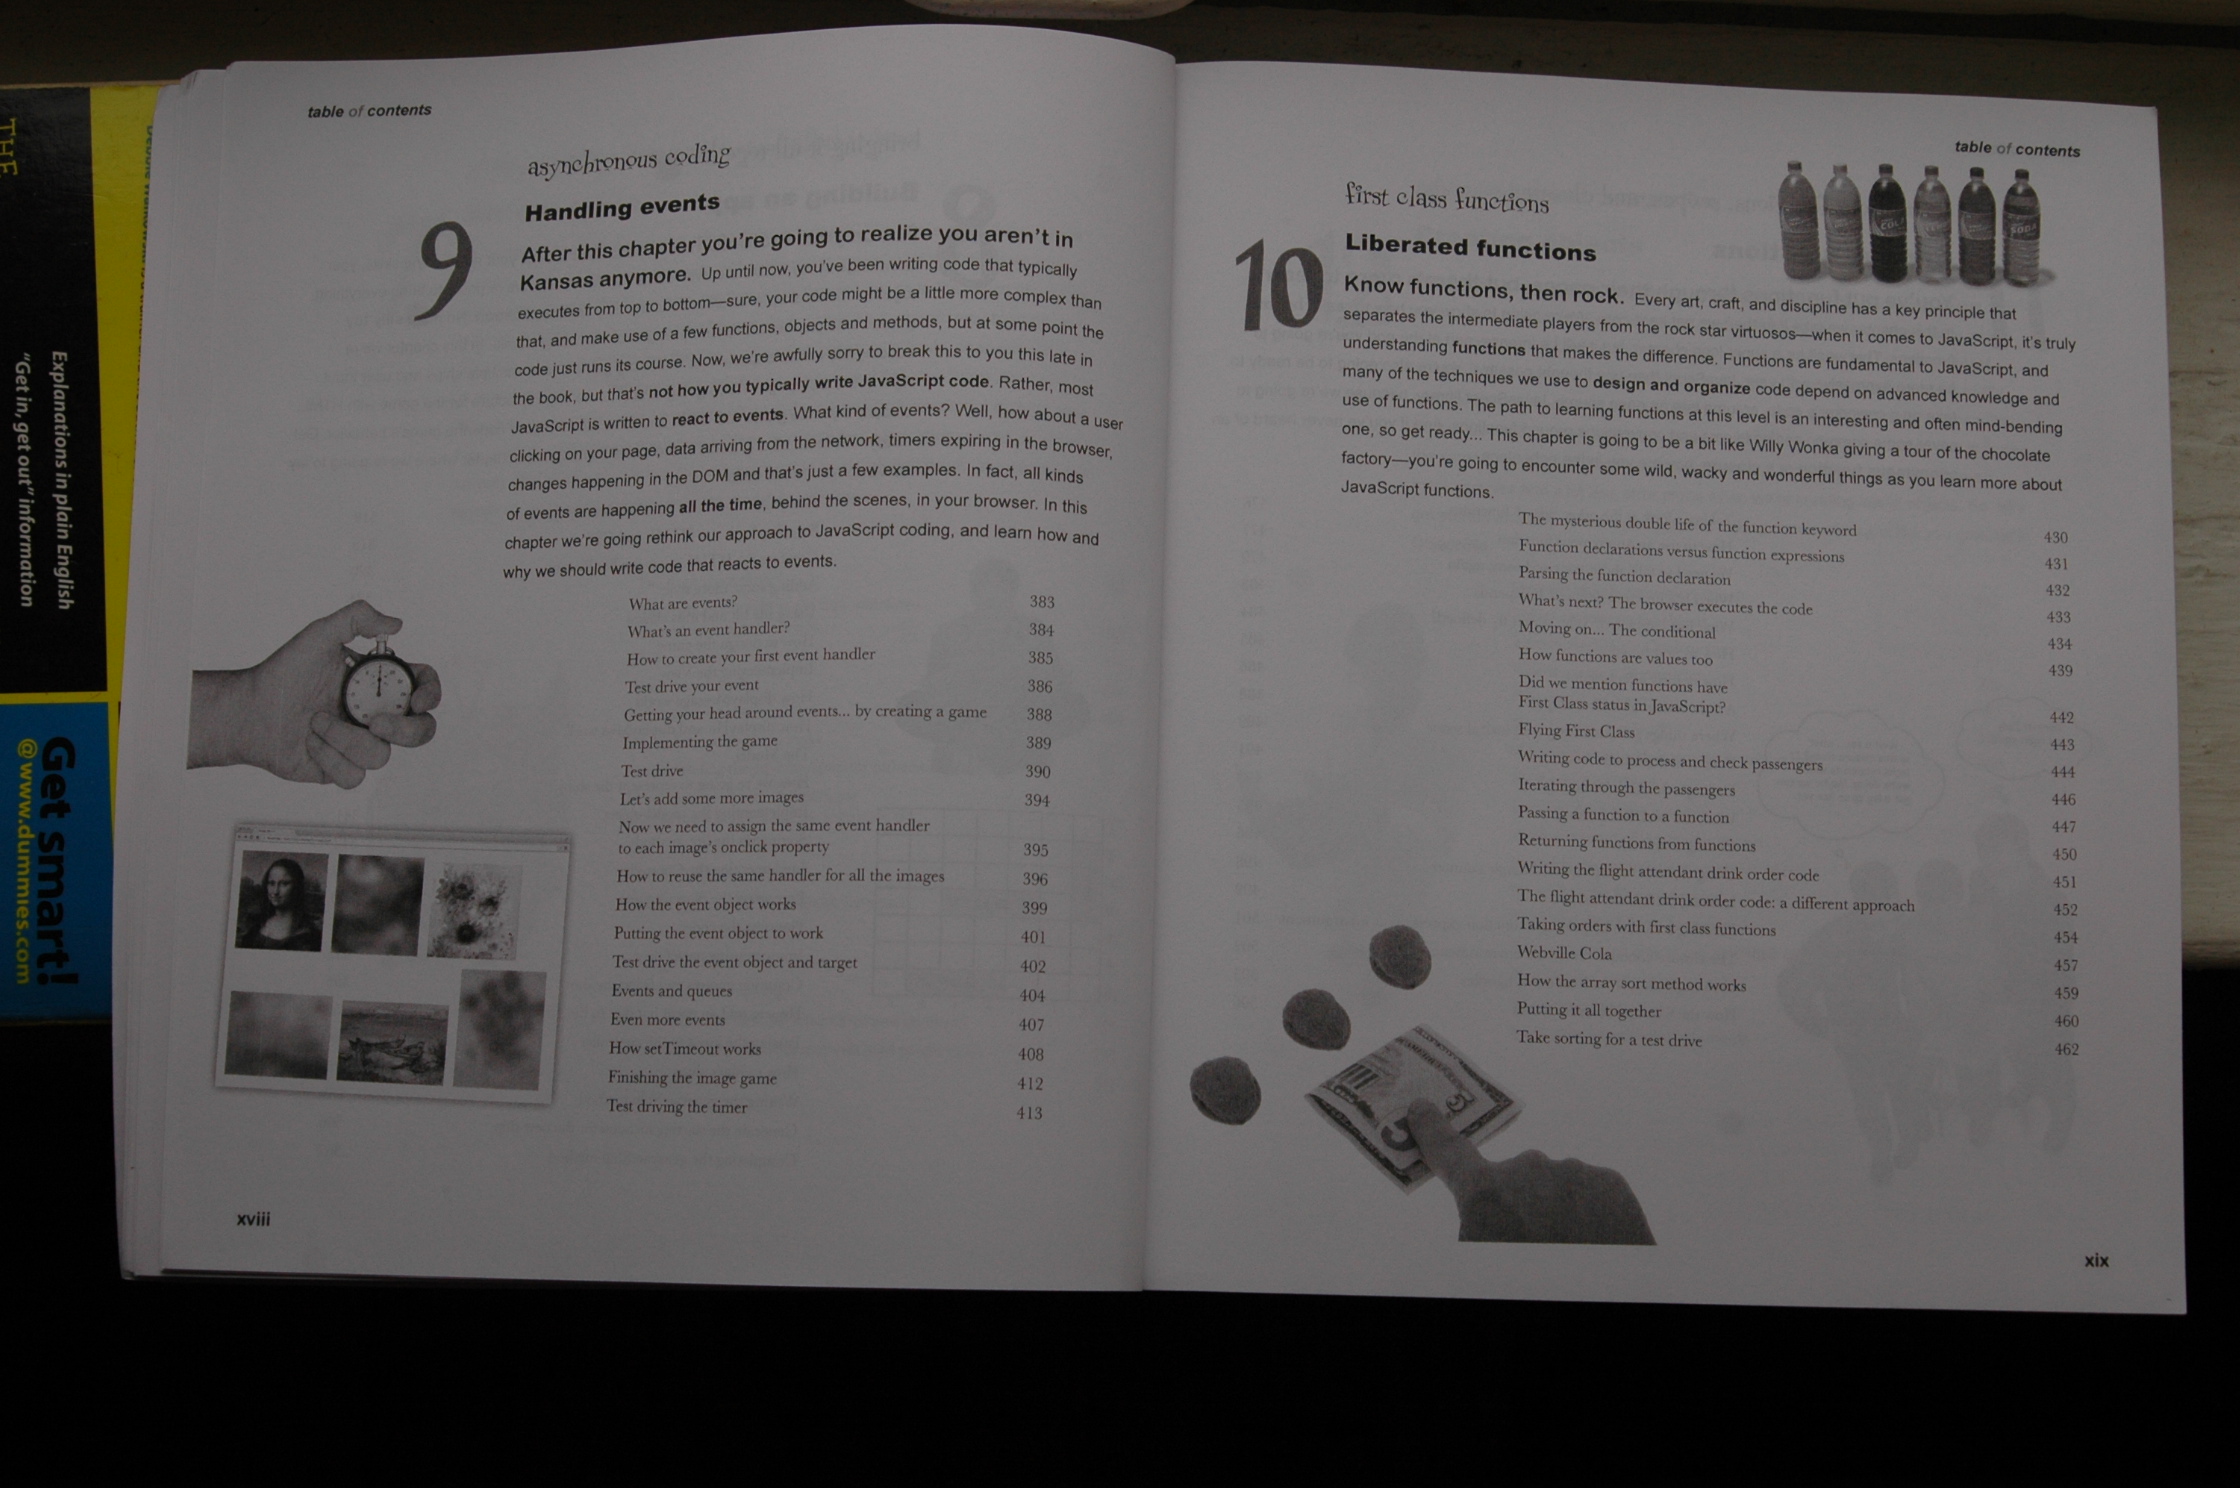 THE
Explanations in plain English
"Get in, get out" information
Get smart!
@www.dummies.com
table of contents
asynchronous coding
9
Handling events
After this chapter you're going to realize you aren't in
Kansas anymore. Up until now, you've been writing code that typically
executes from top to bottom—sure, your code might be a little more complex than
that, and make use of a few functions, objects and methods, but at some point the
code just runs its course. Now, we're awfully sorry to break this to you this late in
the book, but that's not how you typically write JavaScript code. Rather, most
JavaScript is written to react to events. What kind of events? Well, how about a user
clicking on your page, data arriving from the network, timers expiring in the browser,
changes happening in the DOM and that's just a few examples. In fact, all kinds
of events are happening all the time, behind the scenes, in your browser. In this
chapter we're going rethink our approach to JavaScript coding, and learn how and
why we should write code that reacts to events.
What are events? 383
What's an event handler? 384
How to create your first event handler 385
Test drive your event 386
Getting your head around events... by creating a game 388
Implementing the game 389
Test drive 390
Let's add some more images 394
Now we need to assign the same event handler
to each image's onclick property 395
How to reuse the same handler for all the images 396
How the event object works 399
Putting the event object to work 401
Test drive the event object and target 402
Events and queues 404
Even more events 407
How setTimeout works 408
Finishing the image game 412
Test driving the timer 413
xviii
table of contents
first class functions
10
Liberated functions
COLA
SODA
Know functions, then rock. Every art, craft, and discipline has a key principle that
separates the intermediate players from the rock star virtuosos—when it comes to JavaScript, it's truly
understanding functions that makes the difference. Functions are fundamental to JavaScript, and
many of the techniques we use to design and organize code depend on advanced knowledge and
use of functions. The path to learning functions at this level is an interesting and often mind-bending
one, so get ready... This chapter is going to be a bit like Willy Wonka giving a tour of the chocolate
factory—you're going to encounter some wild, wacky and wonderful things as you learn more about
JavaScript functions.
The mysterious double life of the function keyword 430
Function declarations versus function expressions 431
Parsing the function declaration 432
What's next? The browser executes the code 433
Moving on... The conditional 434
How functions are values too 439
Did we mention functions have
First Class status in JavaScript? 442
Flying First Class 443
Writing code to process and check passengers 444
Iterating through the passengers 446
Passing a function to a function 447
Returning functions from functions 450
Writing the flight attendant drink order code 451
The flight attendant drink order code: a different approach 452
Taking orders with first class functions 454
Webville Cola 457
How the array sort method works 459
Putting it all together 460
Take sorting for a test drive 462
5
5
xix